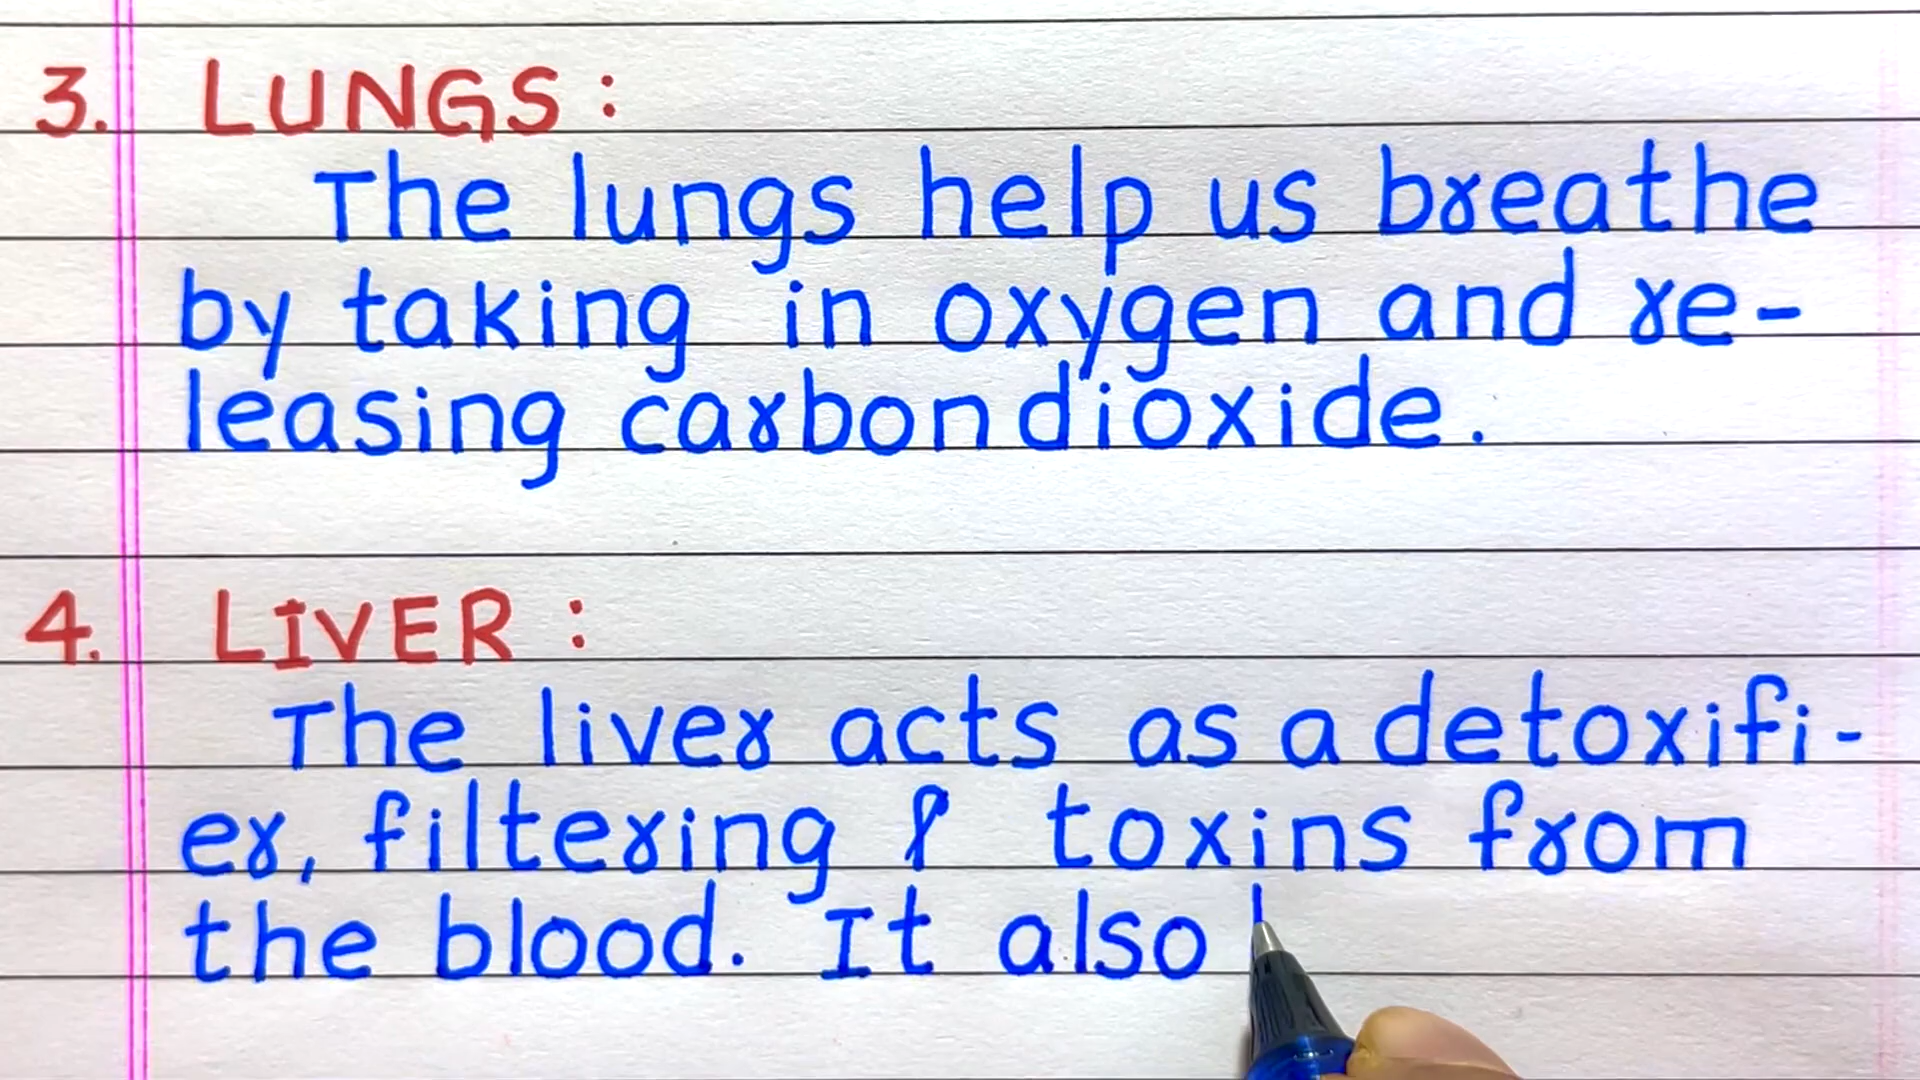 3. LUNGS :
The lungs help us breathe
by taking in oxygen and re-
leasing carbondioxide.
4. LIVER :
The liver acts as a detoxifi-
er, filtering & toxins from
the blood. It also